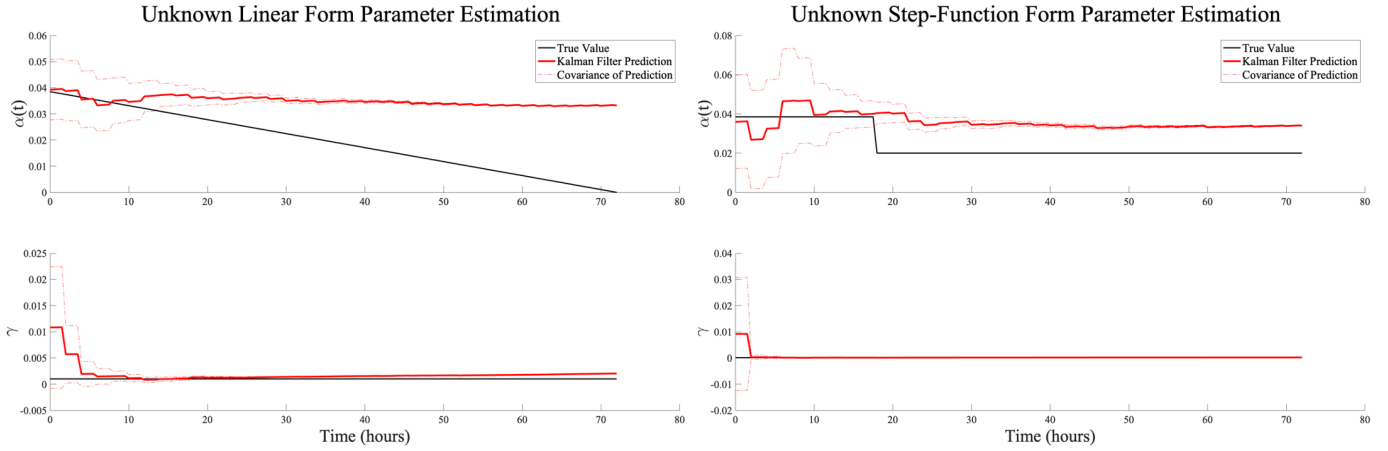 Unknown Linear Form Parameter Estimation
0.06
0.05
0.04
0.03
0.02
0.01
0
α(t)
0 10 20 30 40 50 60 70 80
True Value
Kalman Filter Prediction
Covariance of Prediction
0.025
0.02
0.015
0.01
0.005
0
-0.005
γ
0 10 20 30 40 50 60 70 80
Time (hours)
Unknown Step-Function Form Parameter Estimation
0.08
0.06
0.04
0.02
0
α(t)
0 10 20 30 40 50 60 70 80
True Value
Kalman Filter Prediction
Covariance of Prediction
0.04
0.03
0.02
0.01
0
-0.01
-0.02
γ
0 10 20 30 40 50 60 70 80
Time (hours)